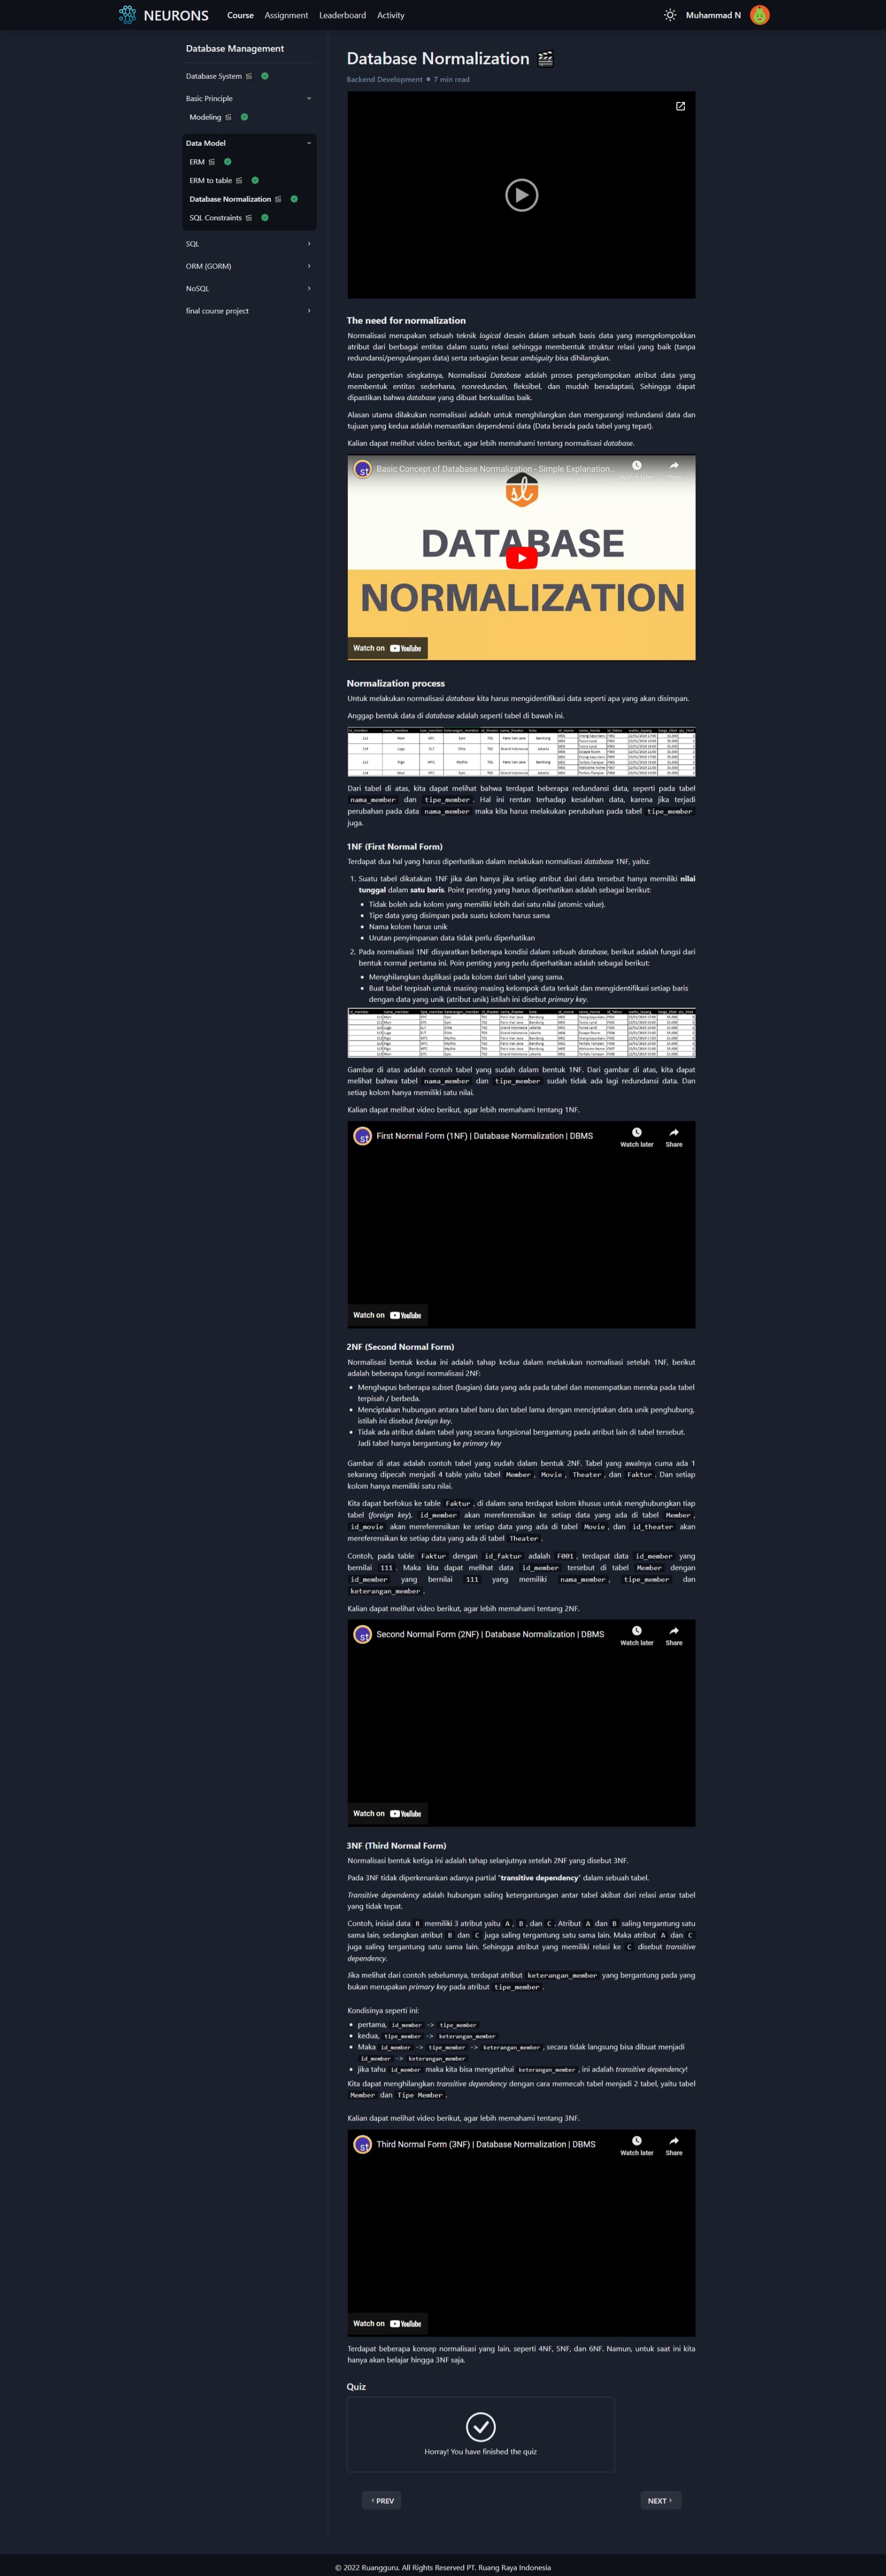 NEURONS
Course Assignment Leaderboard Activity
Muhammad N
Database Management
Database System
Basic Principle
Modeling
Data Model
ERM
ERM to table
Database Normalization
SQL Constraints
SQL
ORM (GORM)
NoSQL
final course project
Database Normalization
Backend Development • 7 min read
The need for normalization
Normalisasi merupakan sebuah teknik logical desain dalam sebuah basis data yang mengelompokkan
atribut dari berbagai entitas dalam suatu relasi sehingga membentuk struktur relasi yang baik (tanpa
redundansi/pengulangan data) serta sebagian besar ambiguity bisa dihilangkan.
Atau pengertian singkatnya, Normalisasi Database adalah proses pengelompokan atribut data yang
membentuk entitas sederhana, nonredundan, fleksibel, dan mudah beradaptasi, Sehingga dapat
dipastikan bahwa database yang dibuat berkualitas baik.
Alasan utama dilakukan normalisasi adalah untuk menghilangkan dan mengurangi redundansi data dan
tujuan yang kedua adalah memastikan dependensi data (Data berada pada tabel yang tepat).
Kalian dapat melihat video berikut, agar lebih memahami tentang normalisasi database.
st
Basic Concept of Database Normalization - Simple Explanation...
Watch later
Share
sl
DATABASE
NORMALIZATION
Watch on YouTube
Normalization process
Untuk melakukan normalisasi database kita harus mengidentifikasi data seperti apa yang akan disimpan.
Anggap bentuk data di database adalah seperti tabel di bawah ini.
Dari tabel di atas, kita dapat melihat bahwa terdapat beberapa redundansi data, seperti pada tabel
nama_member dan tipe_member. Hal ini rentan terhadap kesalahan data, karena jika terjadi
perubahan pada data nama_member maka kita harus melakukan perubahan pada tabel tipe_member
juga.
1NF (First Normal Form)
Terdapat dua hal yang harus diperhatikan dalam melakukan normalisasi database 1NF, yaitu:
1. Suatu tabel dikatakan 1NF jika dan hanya jika setiap atribut dari data tersebut hanya memiliki nilai
tunggal dalam satu baris. Point penting yang harus diperhatikan adalah sebagai berikut:
• Tidak boleh ada kolom yang memiliki lebih dari satu nilai (atomic value).
• Tipe data yang disimpan pada suatu kolom harus sama
• Nama kolom harus unik
• Urutan penyimpanan data tidak perlu diperhatikan
2. Pada normalisasi 1NF disyaratkan beberapa kondisi dalam sebuah database, berikut adalah fungsi dari
bentuk normal pertama ini. Poin penting yang perlu diperhatikan adalah sebagai berikut:
• Menghilangkan duplikasi pada kolom dari tabel yang sama.
• Buat tabel terpisah untuk masing-masing kelompok data terkait dan mengidentifikasi setiap baris
dengan data yang unik (atribut unik) istilah ini disebut primary key.
Gambar di atas adalah contoh tabel yang sudah dalam bentuk 1NF. Dari gambar di atas, kita dapat
melihat bahwa tabel nama_member dan tipe_member sudah tidak ada lagi redundansi data. Dan
setiap kolom hanya memiliki satu nilai.
Kalian dapat melihat video berikut, agar lebih memahami tentang 1NF.
st
First Normal Form (1NF) | Database Normalization | DBMS
Watch later
Share
Watch on YouTube
2NF (Second Normal Form)
Normalisasi bentuk kedua ini adalah tahap kedua dalam melakukan normalisasi setelah 1NF, berikut
adalah beberapa fungsi normalisasi 2NF:
• Menghapus beberapa subset (bagian) data yang ada pada tabel dan menempatkan mereka pada tabel
terpisah / berbeda.
• Menciptakan hubungan antara tabel baru dan tabel lama dengan menciptakan data unik penghubung,
istilah ini disebut foreign key.
• Tidak ada atribut dalam tabel yang secara fungsional bergantung pada atribut lain di tabel tersebut.
Jadi tabel hanya bergantung ke primary key
Gambar di atas adalah contoh tabel yang sudah dalam bentuk 2NF. Tabel yang awalnya cuma ada 1
sekarang dipecah menjadi 4 table yaitu tabel Member, Movie, Theater, dan Faktur. Dan setiap
kolom hanya memiliki satu nilai.
Kita dapat berfokus ke table Faktur, di dalam sana terdapat kolom khusus untuk menghubungkan tiap
tabel (foreign key). id_member akan mereferensikan ke setiap data yang ada di tabel Member,
id_movie akan mereferensikan ke setiap data yang ada di tabel Movie, dan id_theater akan
mereferensikan ke setiap data yang ada di tabel Theater.
Contoh, pada table Faktur dengan id_faktur adalah F001, terdapat data id_member yang
bernilai 111. Maka kita dapat melihat data id_member tersebut di tabel Member dengan
id_member yang bernilai 111 yang memiliki nama_member, tipe_member dan
keterangan_member.
Kalian dapat melihat video berikut, agar lebih memahami tentang 2NF.
st
Second Normal Form (2NF) | Database Normalization | DBMS
Watch later
Share
Watch on YouTube
3NF (Third Normal Form)
Normalisasi bentuk ketiga ini adalah tahap selanjutnya setelah 2NF yang disebut 3NF.
Pada 3NF tidak diperkenankan adanya partial "transitive dependency" dalam sebuah tabel.
Transitive dependency adalah hubungan saling ketergantungan antar tabel akibat dari relasi antar tabel
yang tidak tepat.
Contoh, inisial data R memiliki 3 atribut yaitu A, B, dan C. Atribut A dan B saling tergantung satu
sama lain, sedangkan atribut B dan C juga saling tergantung satu sama lain. Maka atribut A dan C
juga saling tergantung satu sama lain. Sehingga atribut yang memiliki relasi ke C disebut transitive
dependency.
Jika melihat dari contoh sebelumnya, terdapat atribut keterangan_member yang bergantung pada yang
bukan merupakan primary key pada atribut tipe_member.
Kondisinya seperti ini:
• pertama, id_member -> tipe_member
• kedua, tipe_member -> keterangan_member
• Maka id_member -> tipe_member -> keterangan_member, secara tidak langsung bisa dibuat menjadi
id_member -> keterangan_member
• jika tahu id_member maka kita bisa mengetahui keterangan_member, ini adalah transitive dependency!
Kita dapat menghilangkan transitive dependency dengan cara memecah tabel menjadi 2 tabel, yaitu tabel
Member dan Tipe Member.
Kalian dapat melihat video berikut, agar lebih memahami tentang 3NF.
st
Third Normal Form (3NF) | Database Normalization | DBMS
Watch later
Share
Watch on YouTube
Terdapat beberapa konsep normalisasi yang lain, seperti 4NF, 5NF, dan 6NF. Namun, untuk saat ini kita
hanya akan belajar hingga 3NF saja.
Quiz
Horray! You have finished the quiz
‹ PREV
NEXT ›
© 2022 Ruangguru. All Rights Reserved PT. Ruang Raya Indonesia